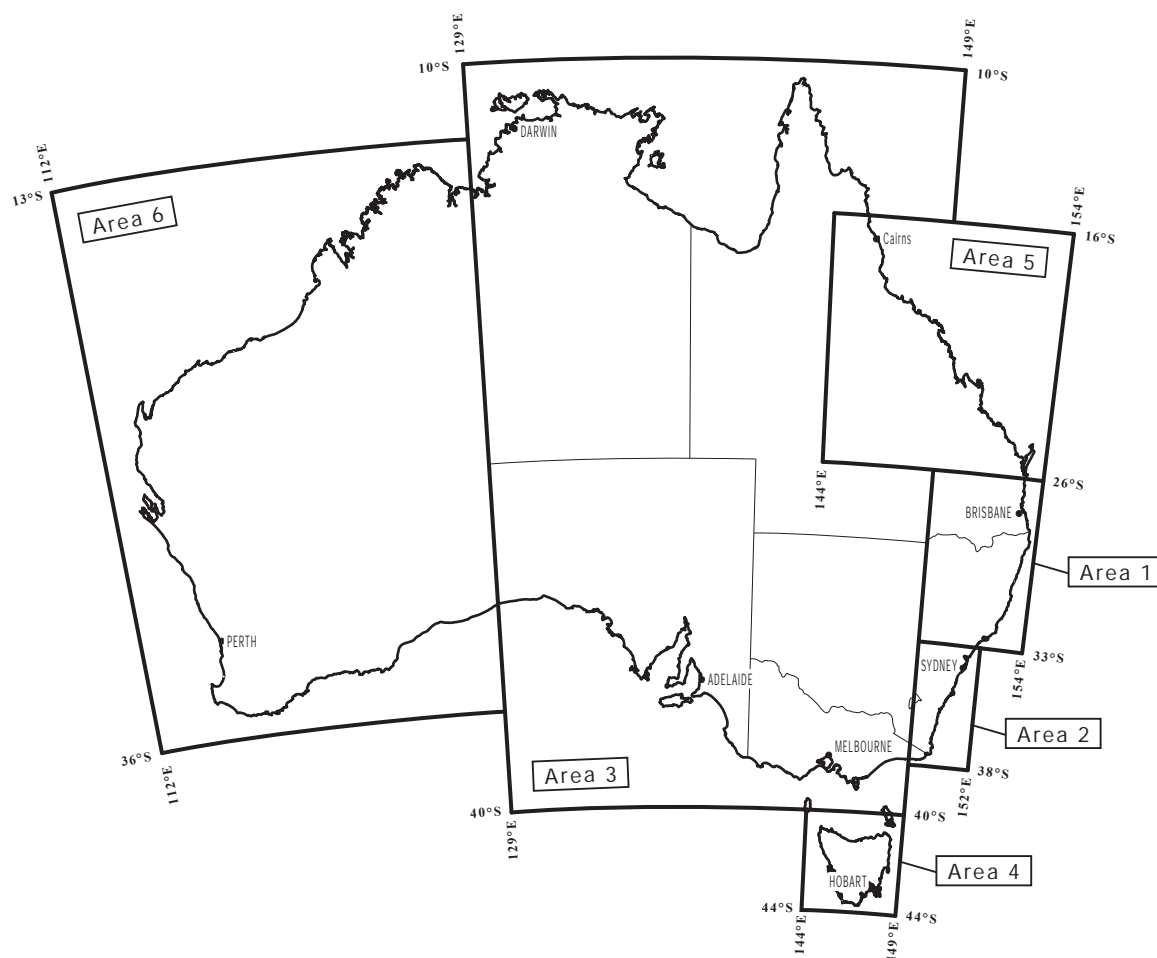 129°E
149°E
10°S
10°S
DARWIN
112°E
13°S
Area 6
154°E
16°S
Cairns
Area 5
144°E
26°S
BRISBANE
Area 1
PERTH
SYDNEY
33°S
154°E
ADELAIDE
Area 2
MELBOURNE
36°S
112°E
Area 3
38°S
152°E
40°S
40°S
129°E
Area 4
HOBART
44°S
44°S
144°E
149°E